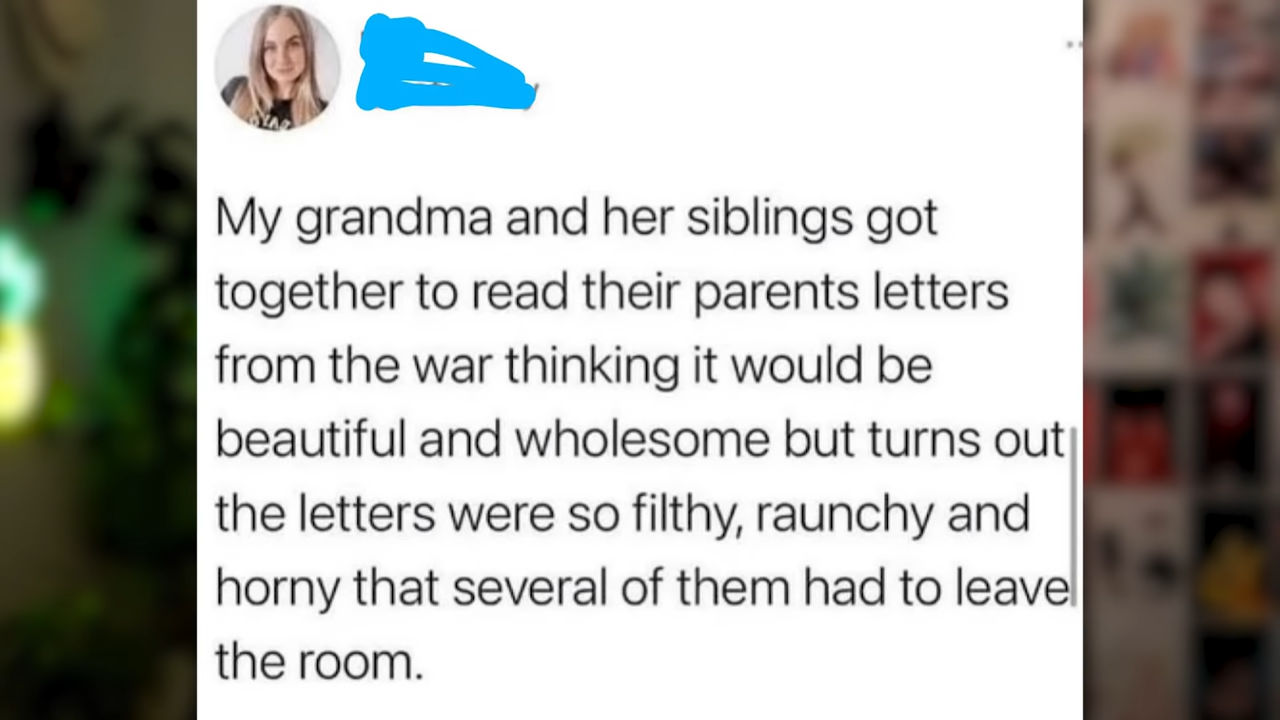 My grandma and her siblings got
together to read their parents letters
from the war thinking it would be
beautiful and wholesome but turns out
the letters were so filthy, raunchy and
horny that several of them had to leave
the room.